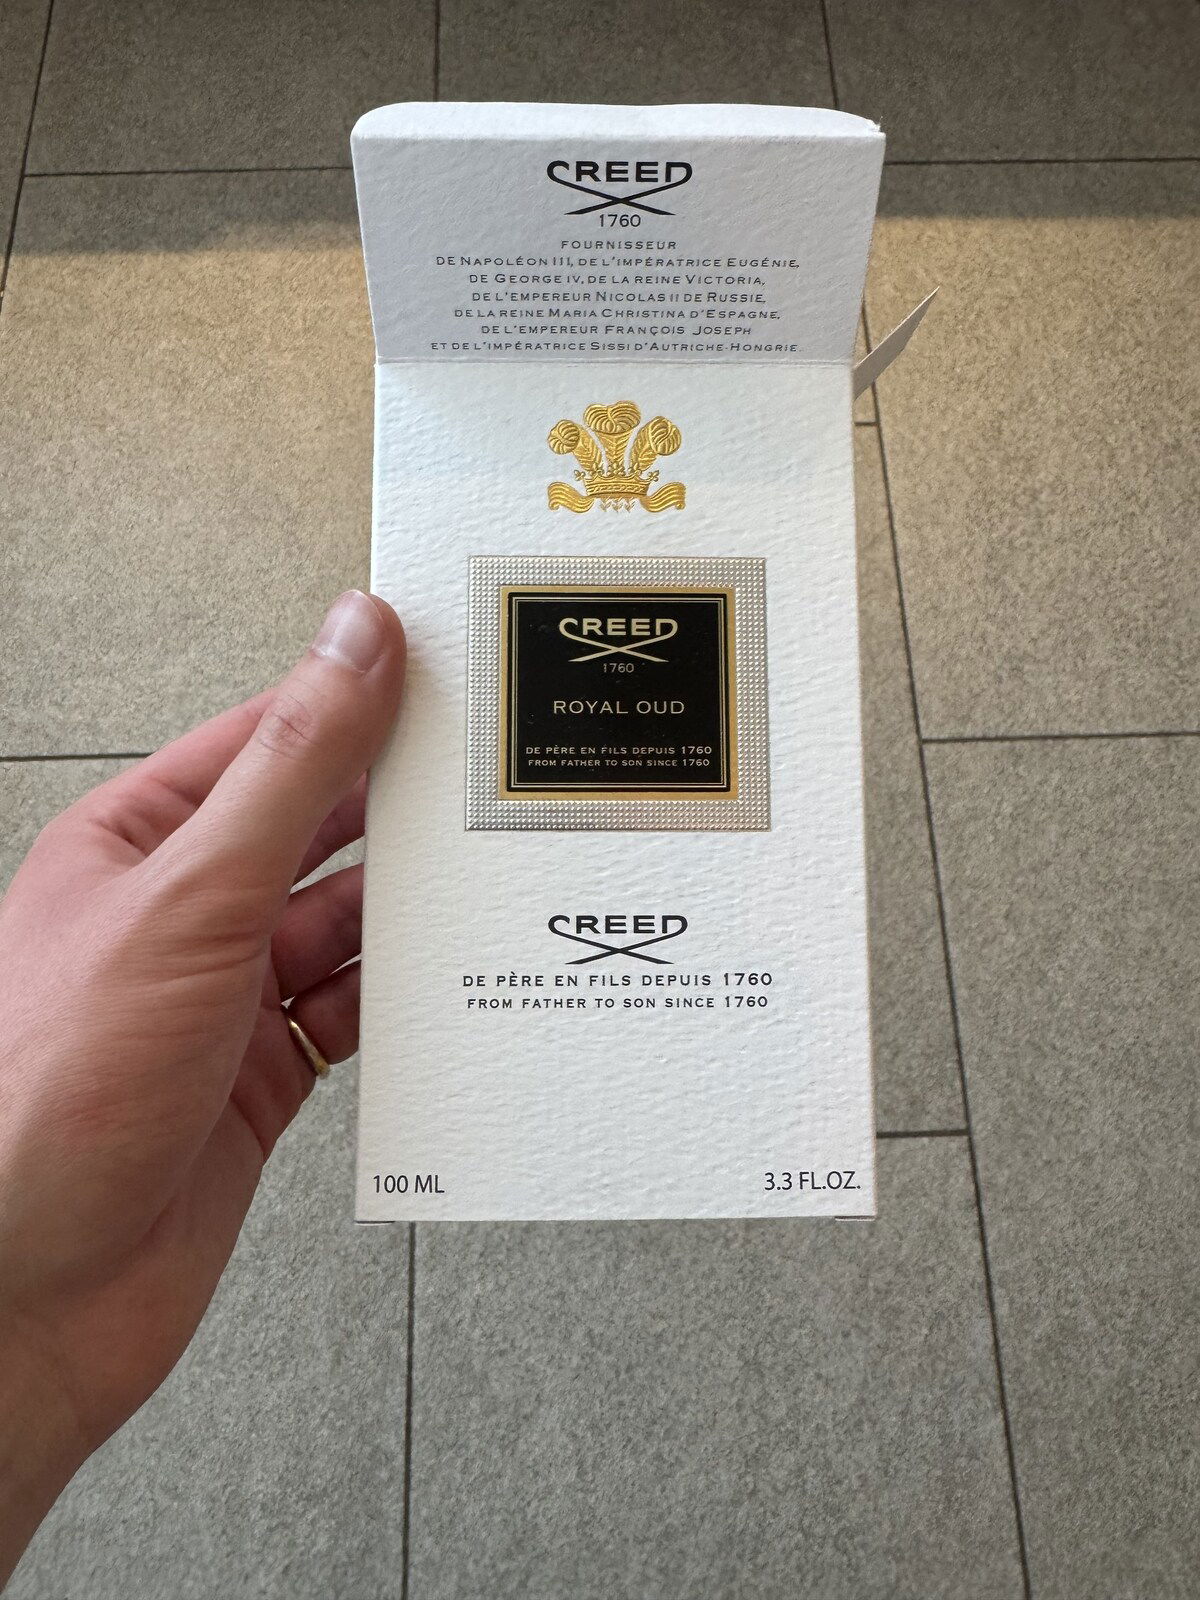 CREED
1760
FOURNISSEUR
DE NAPOLÉON III, DE L'IMPÉRATRICE EUGÉNIE,
DE GEORGE IV, DE LA REINE VICTORIA,
DE L'EMPEREUR NICOLAS II DE RUSSIE,
DE LA REINE MARIA CHRISTINA D'ESPAGNE,
DE L'EMPEREUR FRANÇOIS JOSEPH
ET DE L'IMPÉRATRICE SISSI D'AUTRICHE-HONGRIE.
CREED
1760
ROYAL OUD
DE PÈRE EN FILS DEPUIS 1760
FROM FATHER TO SON SINCE 1760
CREED
DE PÈRE EN FILS DEPUIS 1760
FROM FATHER TO SON SINCE 1760
100 ML
3.3 FL.OZ.